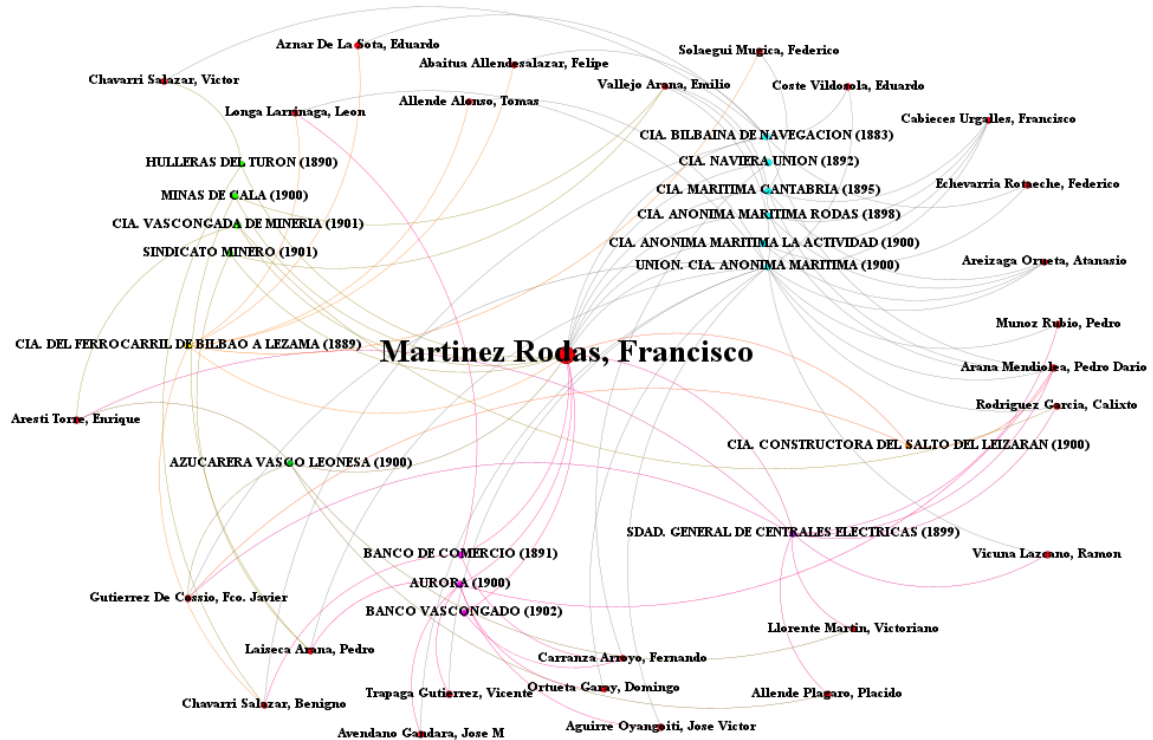 Aznar De La Sota, Eduardo
Solaegui Mugica, Federico
Abaitua Allendesalazar, Felipe
Chavarri Salazar, Victor
Vallejo Arana, Emilio
Coste Vildosola, Eduardo
Allende Alonso, Tomas
Longa Larrinaga, Leon
Cabieces Urgalles, Francisco
CIA. BILBAINA DE NAVEGACION (1883)
HULLERAS DEL TURON (1890)
CIA. NAVIERA UNION (1892)
Echevarria Rotaeche, Federico
CIA. MARITIMA CANTABRIA (1895)
MINAS DE CALA (1900)
CIA. ANONIMA MARITIMA RODAS (1898)
CIA. VASCONGADA DE MINERIA (1901)
CIA. ANONIMA MARITIMA LA ACTIVIDAD (1900)
SINDICATO MINERO (1901)
Areizaga Orueta, Atanasio
UNION. CIA. ANONIMA MARITIMA (1900)
Munoz Rubio, Pedro
CIA. DEL FERROCARRIL DE BILBAO A LEZAMA (1889)
Martinez Rodas, Francisco
Arana Mendiolea, Pedro Dario
Rodriguez Garcia, Calixto
Aresti Torre, Enrique
CIA. CONSTRUCTORA DEL SALTO DEL LEIZARAN (1900)
AZUCARERA VASCO LEONESA (1900)
SDAD. GENERAL DE CENTRALES ELECTRICAS (1899)
BANCO DE COMERCIO (1891)
Vicuna Lazcano, Ramon
AURORA (1900)
Gutierrez De Cossio, Fco. Javier
BANCO VASCONGADO (1902)
Llorente Martin, Victoriano
Laiseca Arana, Pedro
Carranza Arroyo, Fernando
Ortueta Garay, Domingo
Trapaga Gutierrez, Vicente
Allende Plagaro, Placido
Chavarri Salazar, Benigno
Aguirre Oyangoiti, Jose Victor
Avendano Gandara, Jose M